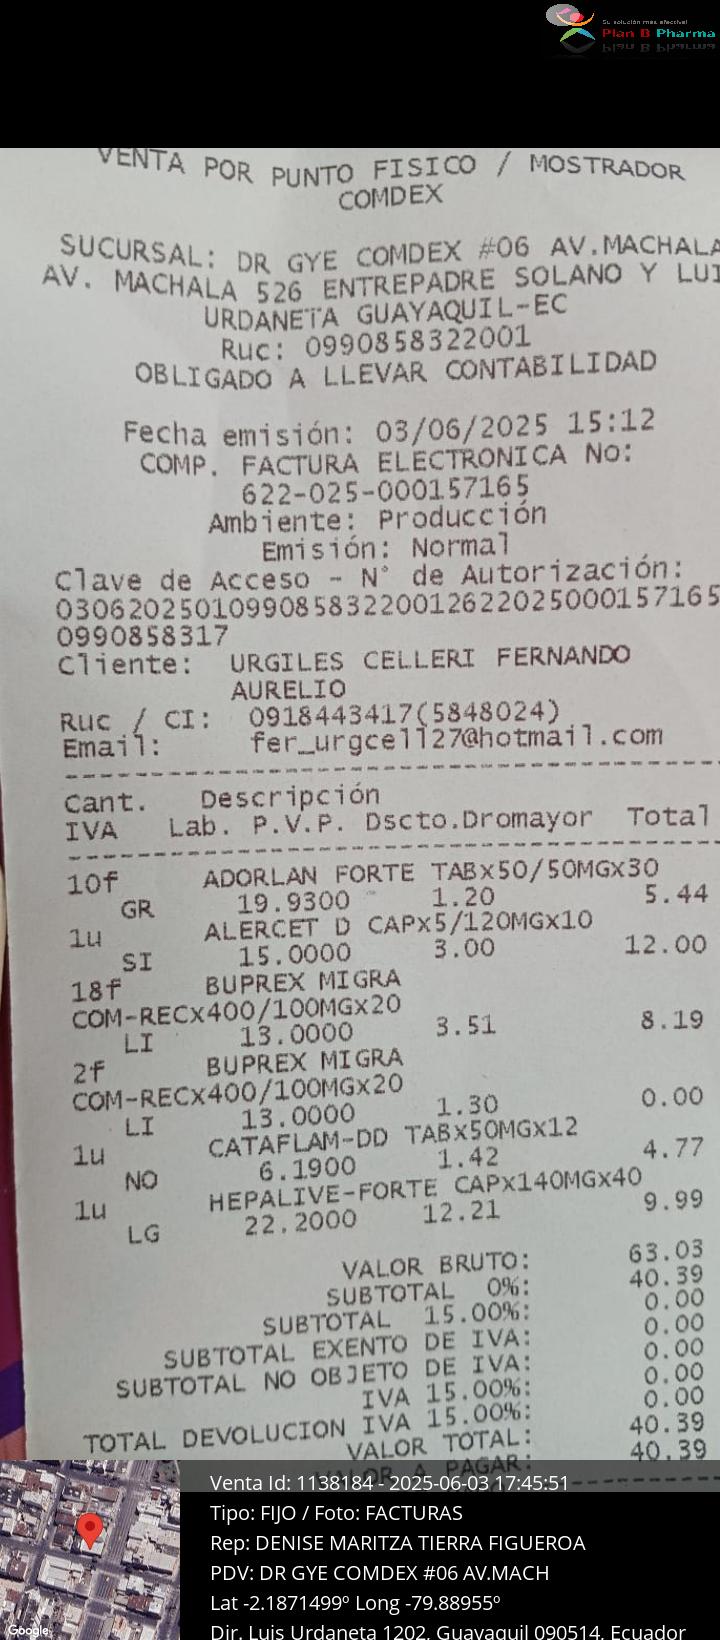 Su solución más efectiva!
Plan B Pharma
VENTA POR PUNTO FISICO / MOSTRADOR
COMDEX
SUCURSAL: DR GYE COMDEX #06 AV.MACHALA
AV. MACHALA 526 ENTREPADRE SOLANO Y LUI
URDANETA GUAYAQUIL-EC
Ruc: 0990858322001
OBLIGADO A LLEVAR CONTABILIDAD
Fecha emisión: 03/06/2025 15:12
COMP. FACTURA ELECTRONICA No:
622-025-000157165
Ambiente: Producción
Emisión: Normal
Clave de Acceso - N° de Autorización:
030620250109908583220012622025000157165
0990858317
Cliente: URGILES CELLERI FERNANDO
AURELIO
Ruc / CI: 0918443417(5848024)
Email: fer_urgcell27@hotmail.com
Cant. Descripción
IVA Lab. P.V.P. Dscto.Dromayor Total
10f ADORLAN FORTE TABx50/50MGx30
GR 19.9300 1.20 5.44
1u ALERCET D CAPx5/120MGx10
SI 15.0000 3.00 12.00
18f BUPREX MIGRA
COM-RECx400/100MGx20
LI 13.0000 3.51 8.19
2f BUPREX MIGRA
COM-RECx400/100MGx20
LI 13.0000 1.30 0.00
1u CATAFLAM-DD TABx50MGx12
NO 6.1900 1.42 4.77
1u HEPALIVE-FORTE CAPx140MGx40
LG 22.2000 12.21 9.99
VALOR BRUTO: 63.03
SUBTOTAL 0%: 40.39
SUBTOTAL 15.00%: 0.00
SUBTOTAL EXENTO DE IVA: 0.00
SUBTOTAL NO OBJETO DE IVA: 0.00
IVA 15.00%: 0.00
TOTAL DEVOLUCION IVA 15.00%: 0.00
VALOR TOTAL: 40.39
VALOR A PAGAR: 40.39
Venta Id: 1138184 - 2025-06-03 17:45:51
Tipo: FIJO / Foto: FACTURAS
Rep: DENISE MARITZA TIERRA FIGUEROA
PDV: DR GYE COMDEX #06 AV.MACH
Lat -2.1871499º Long -79.88955º
Dir. Luis Urdaneta 1202, Guayaquil 090514, Ecuador
Google